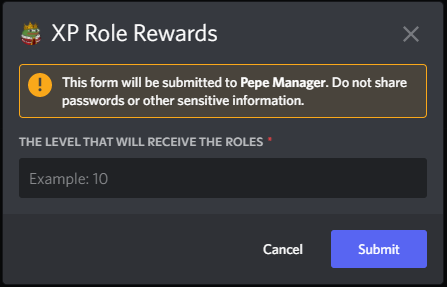 XP Role Rewards
This form will be submitted to Pepe Manager. Do not share
passwords or other sensitive information.
THE LEVEL THAT WILL RECEIVE THE ROLES *
Example: 10
Cancel
Submit